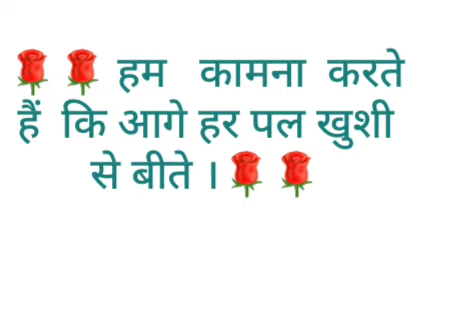 🌹🌹 हम कामना करते
हैं कि आगे हर पल खुशी
से बीते ।🌹🌹